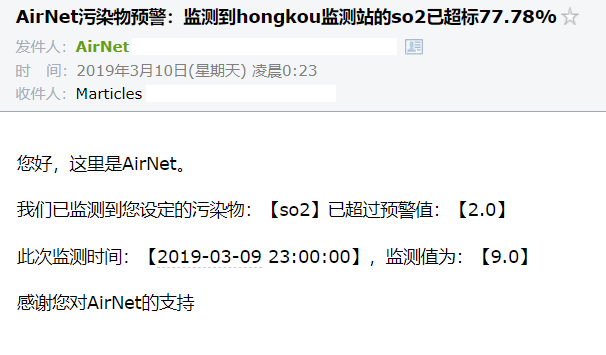 AirNet污染物预警：监测到hongkou监测站的so2已超标77.78%
发件人：AirNet
时　间：2019年3月10日(星期天) 凌晨0:23
收件人：Marticles
您好，这里是AirNet。
我们已监测到您设定的污染物：【so2】已超过预警值：【2.0】
此次监测时间：【2019-03-09 23:00:00】，监测值为：【9.0】
感谢您对AirNet的支持